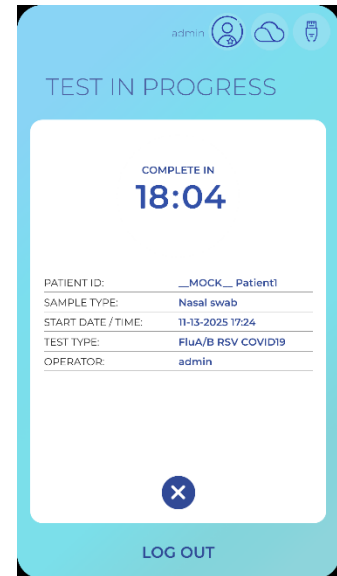 admin
TEST IN PROGRESS
COMPLETE IN
18:04
PATIENT ID: __MOCK__ Patient1
SAMPLE TYPE: Nasal swab
START DATE / TIME: 11-13-2025 17:24
TEST TYPE: FluA/B RSV COVID19
OPERATOR: admin
LOG OUT